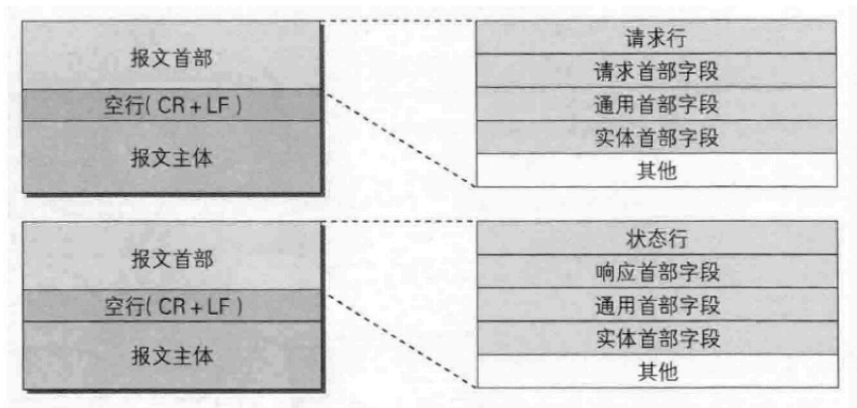 报文首部
空行(CR+LF)
报文主体
请求行
请求首部字段
通用首部字段
实体首部字段
其他
报文首部
空行(CR+LF)
报文主体
状态行
响应首部字段
通用首部字段
实体首部字段
其他